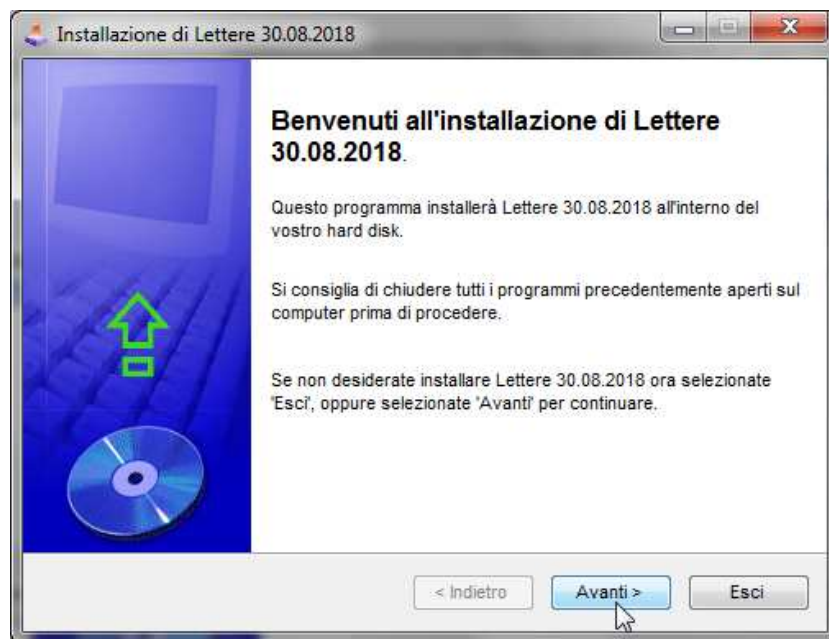 Installazione di Lettere 30.08.2018
Benvenuti all'installazione di Lettere
30.08.2018.
Questo programma installerà Lettere 30.08.2018 all'interno del
vostro hard disk.
Si consiglia di chiudere tutti i programmi precedentemente aperti sul
computer prima di procedere.
Se non desiderate installare Lettere 30.08.2018 ora selezionate
'Esci', oppure selezionate 'Avanti' per continuare.
< Indietro
Avanti >
Esci